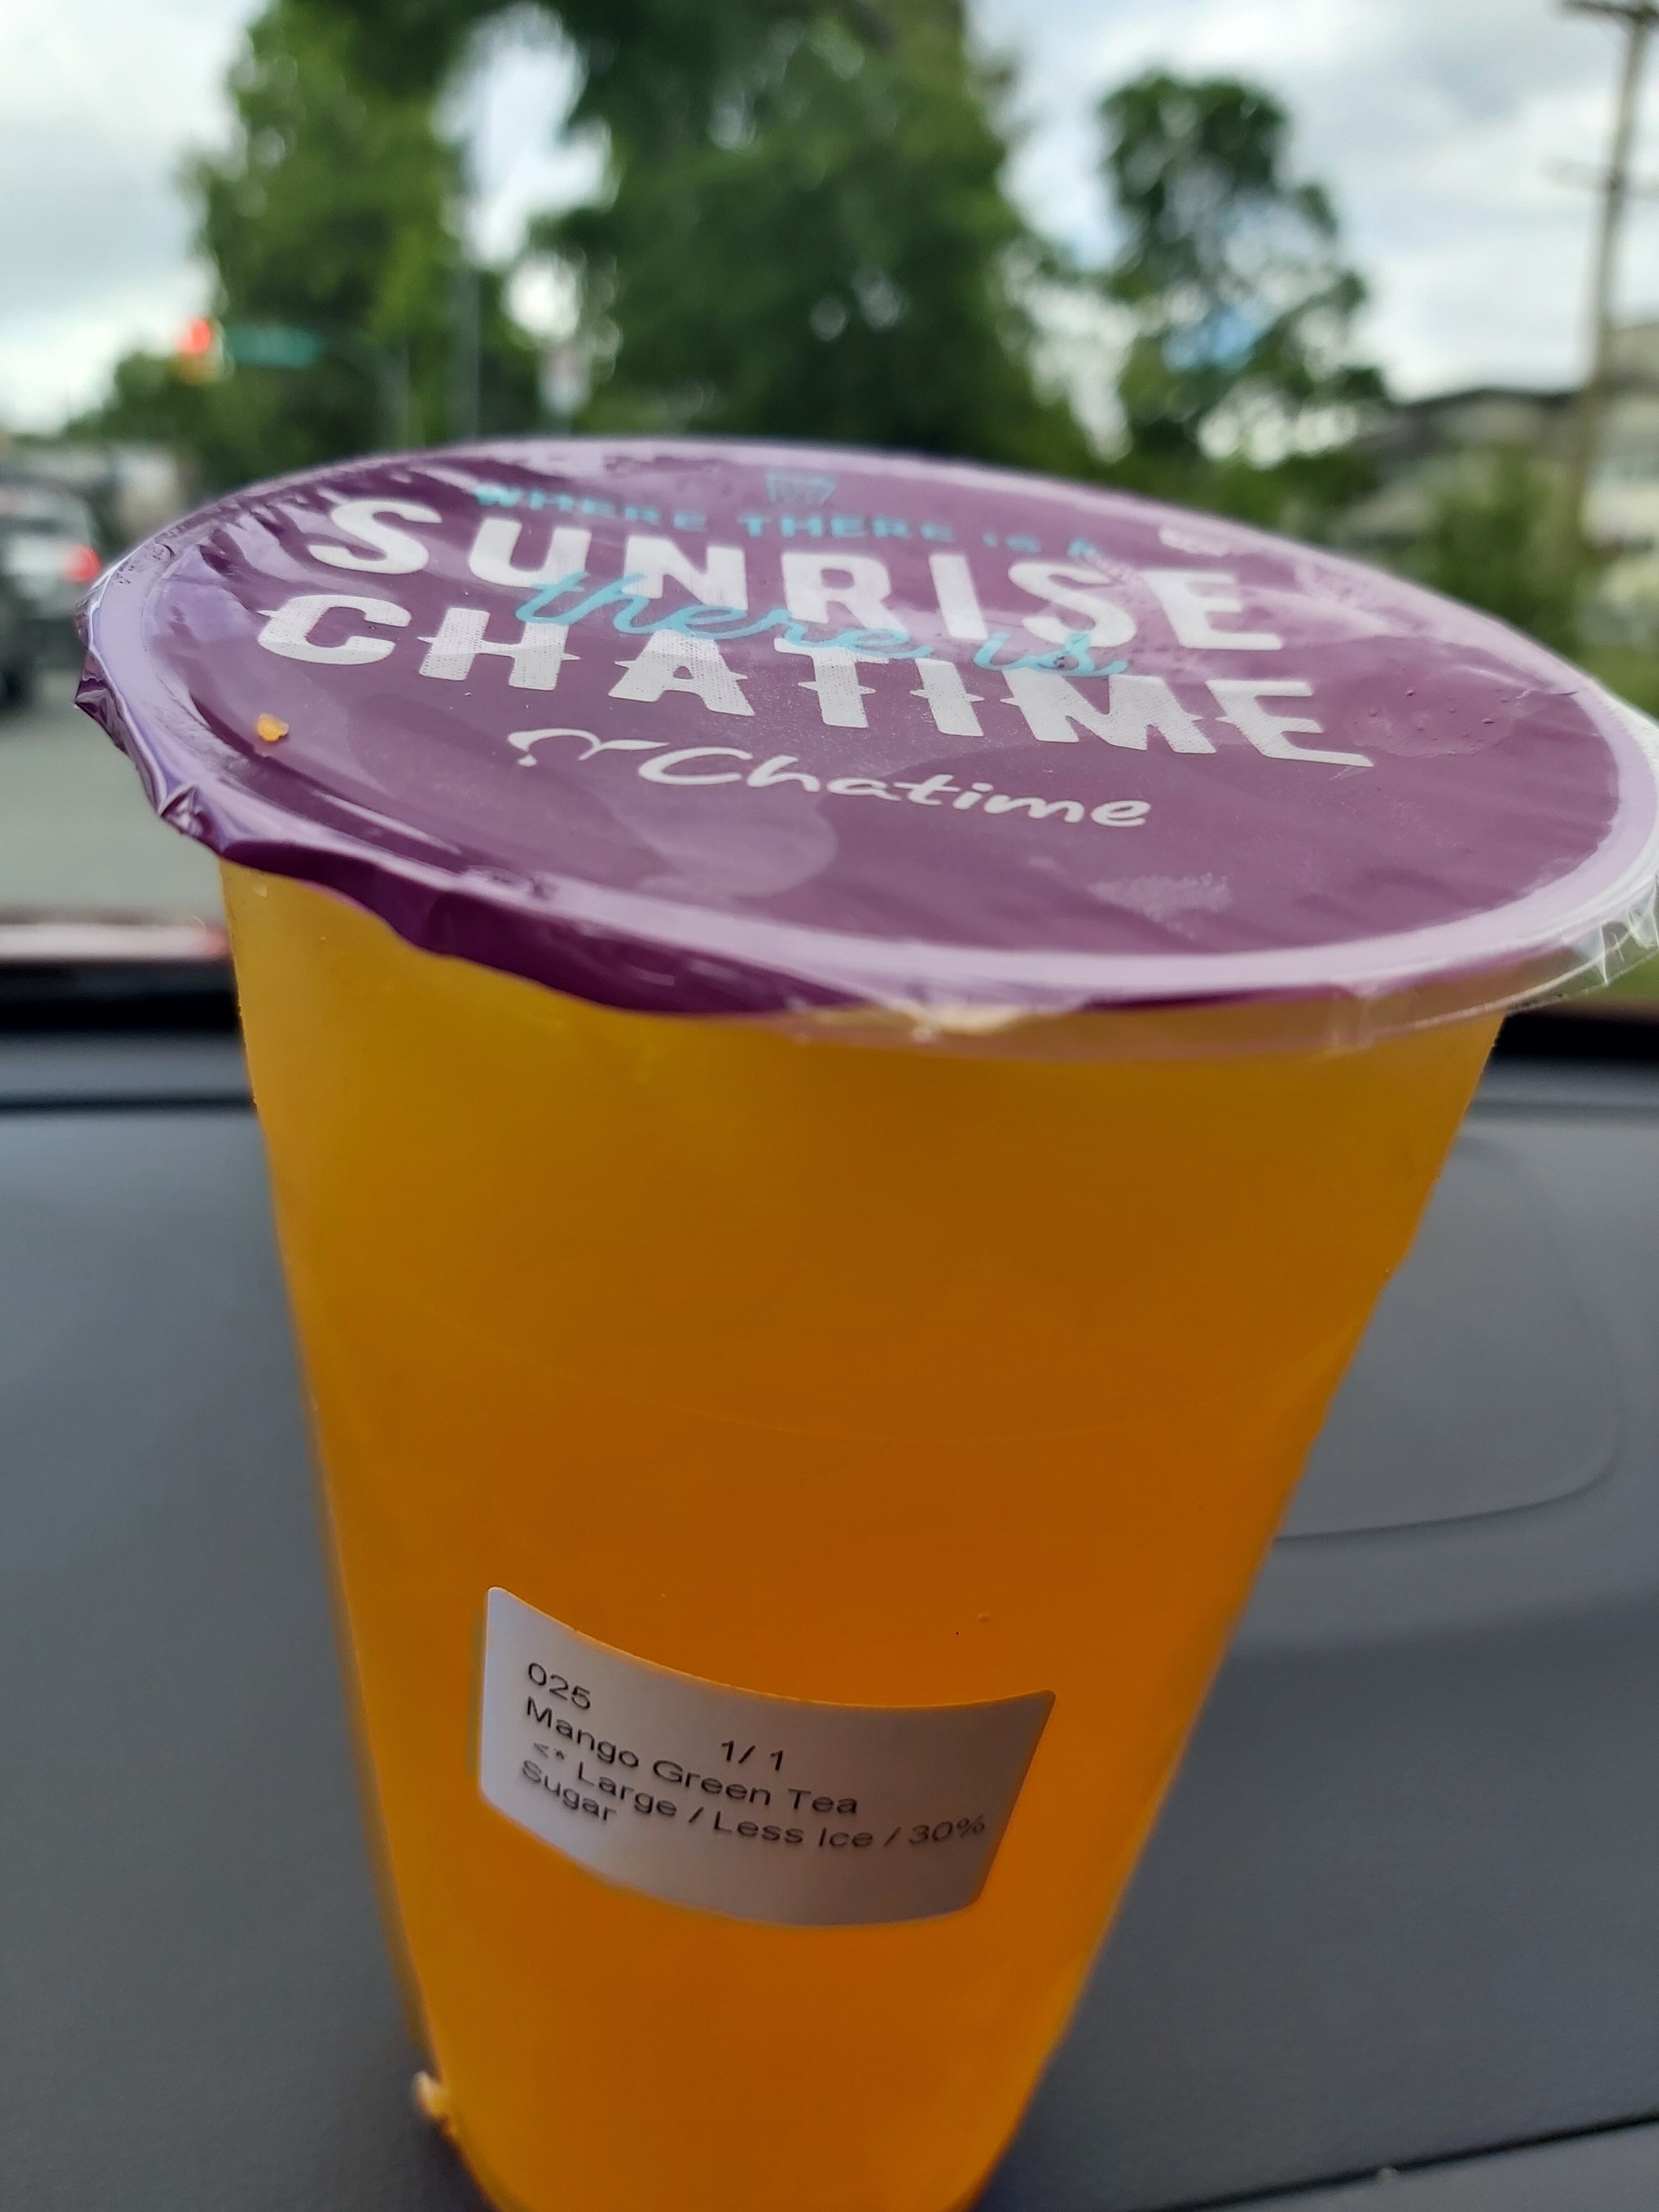 WHERE THERE IS A
SUNRISE
there is
CHATIME
Chatime
025
1/ 1
Mango Green Tea
<* Large / Less Ice / 30%
Sugar